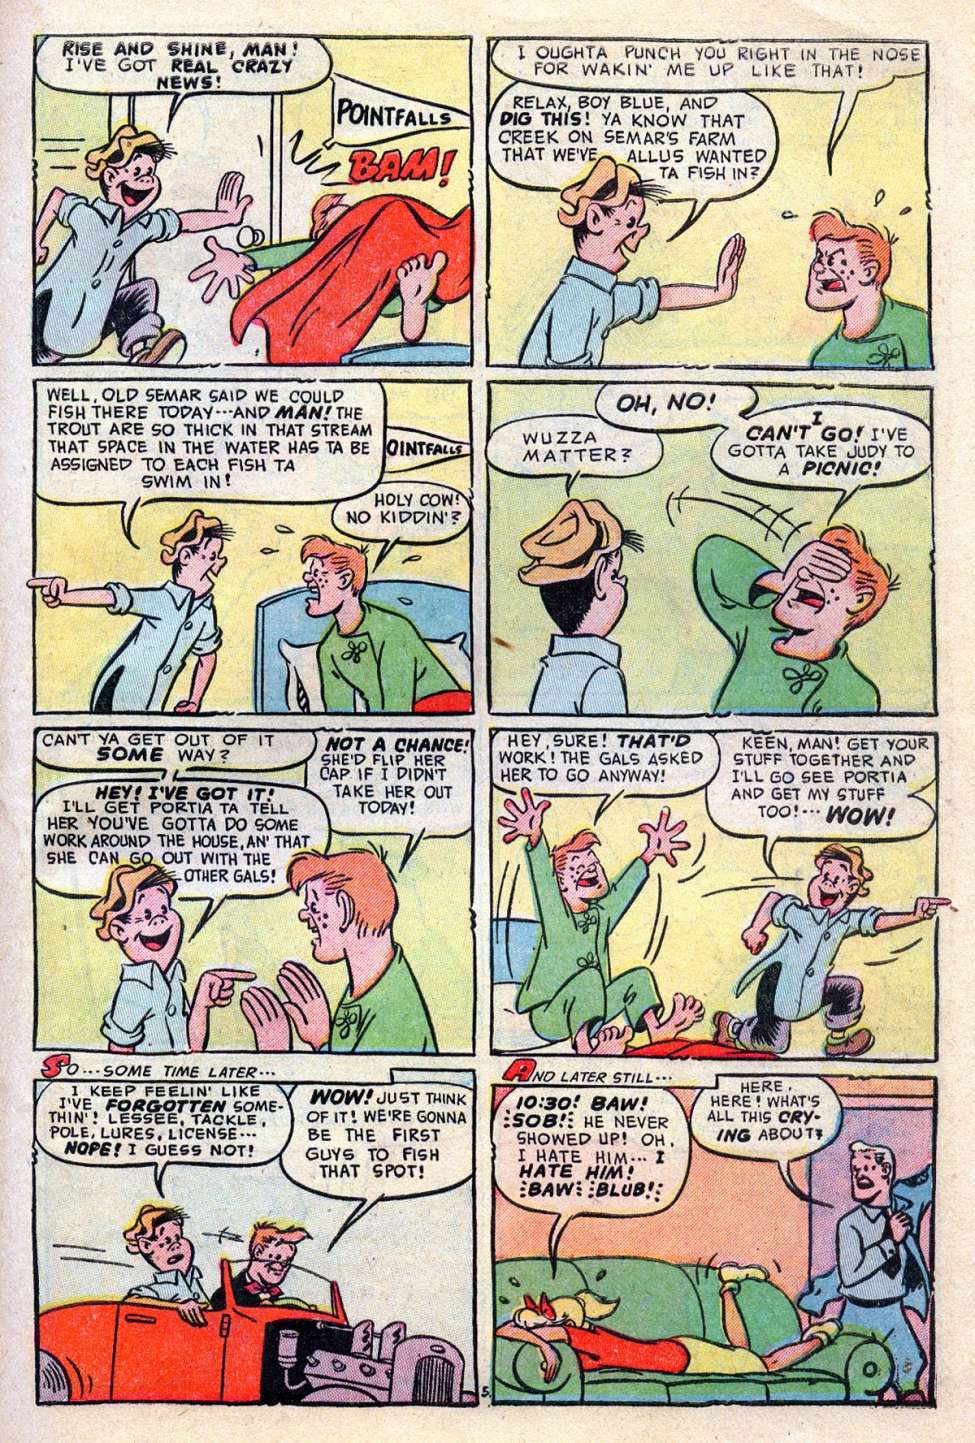 RISE AND SHINE, MAN!
I'VE GOT REAL CRAZY
NEWS!
POINTFALLS
BAM!
I OUGHTA PUNCH YOU RIGHT IN THE NOSE
FOR WAKIN' ME UP LIKE THAT!
RELAX, BOY BLUE, AND
DIG THIS! YA KNOW THAT
CREEK ON SEMAR'S FARM
THAT WE'VE ALLUS WANTED
TA FISH IN?
WELL, OLD SEMAR SAID WE COULD
FISH THERE TODAY---AND MAN! THE
TROUT ARE SO THICK IN THAT STREAM
THAT SPACE IN THE WATER HAS TA BE
ASSIGNED TO EACH FISH TA
SWIM IN!
OINTFALLS
HOLY COW!
NO KIDDIN'?
WUZZA
MATTER?
OH, NO!
I
CAN'T GO! I'VE
GOTTA TAKE JUDY TO
A PICNIC!
CAN'T YA GET OUT OF IT
SOME WAY?
NOT A CHANCE!
SHE'D FLIP HER
CAP IF I DIDN'T
TAKE HER OUT
TODAY!
HEY! I'VE GOT IT!
I'LL GET PORTIA TA TELL
HER YOU'VE GOTTA DO SOME
WORK AROUND THE HOUSE, AN' THAT
SHE CAN GO OUT WITH THE
OTHER GALS!
HEY, SURE! THAT'D
WORK! THE GALS ASKED
HER TO GO ANYWAY!
KEEN, MAN! GET YOUR
STUFF TOGETHER AND
I'LL GO SEE PORTIA
AND GET MY STUFF
TOO!--- WOW!
SO---SOME TIME LATER---
I KEEP FEELIN' LIKE
I'VE FORGOTTEN SOME-
THIN'! LESSEE, TACKLE,
POLE, LURES, LICENSE---
NOPE! I GUESS NOT!
WOW! JUST THINK
OF IT! WE'RE GONNA
BE THE FIRST
GUYS TO FISH
THAT SPOT!
AND LATER STILL---
10:30! BAW!
SOB! HE NEVER
SHOWED UP! OH,
I HATE HIM--- I
HATE HIM!
BAW BLUB!
HERE,
HERE! WHAT'S
ALL THIS CRY-
ING ABOUT?
5.